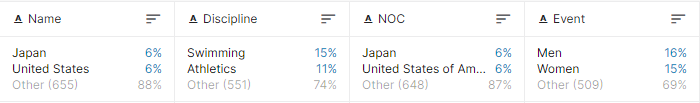 A Name A Discipline A NOC A Event
Japan 6% Swimming 15% Japan 6% Men 16%
United States 6% Athletics 11% United States of Am... 6% Women 15%
Other (655) 88% Other (551) 74% Other (648) 87% Other (509) 69%